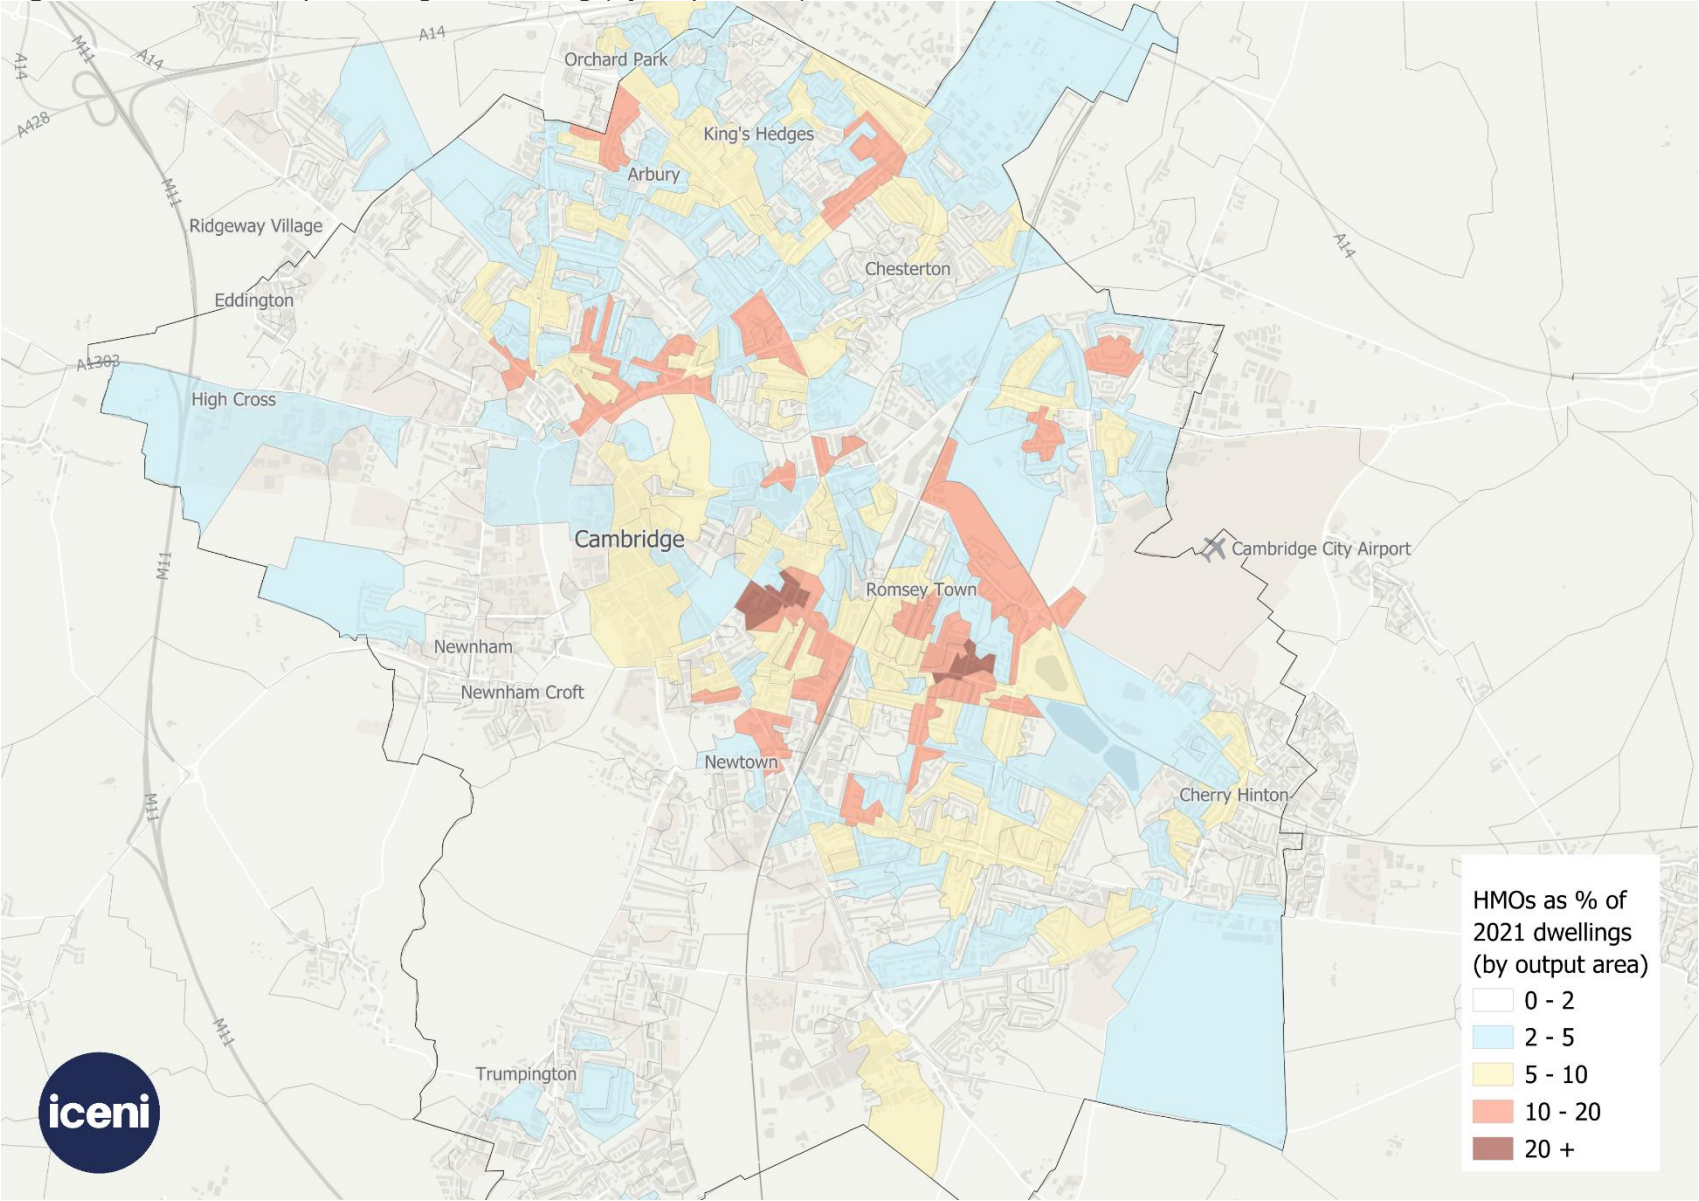 A14
M11
A14
A14
Orchard Park
A428
King's Hedges
Arbury
M11
Ridgeway Village
A14
Chesterton
Eddington
A1303
High Cross
Cambridge
Cambridge City Airport
M11
Romsey Town
Newnham
Newnham Croft
Newtown
M11
Cherry Hinton
HMOs as % of
2021 dwellings
(by output area)
0 - 2
2 - 5
5 - 10
10 - 20
20 +
M11
Trumpington
iceni